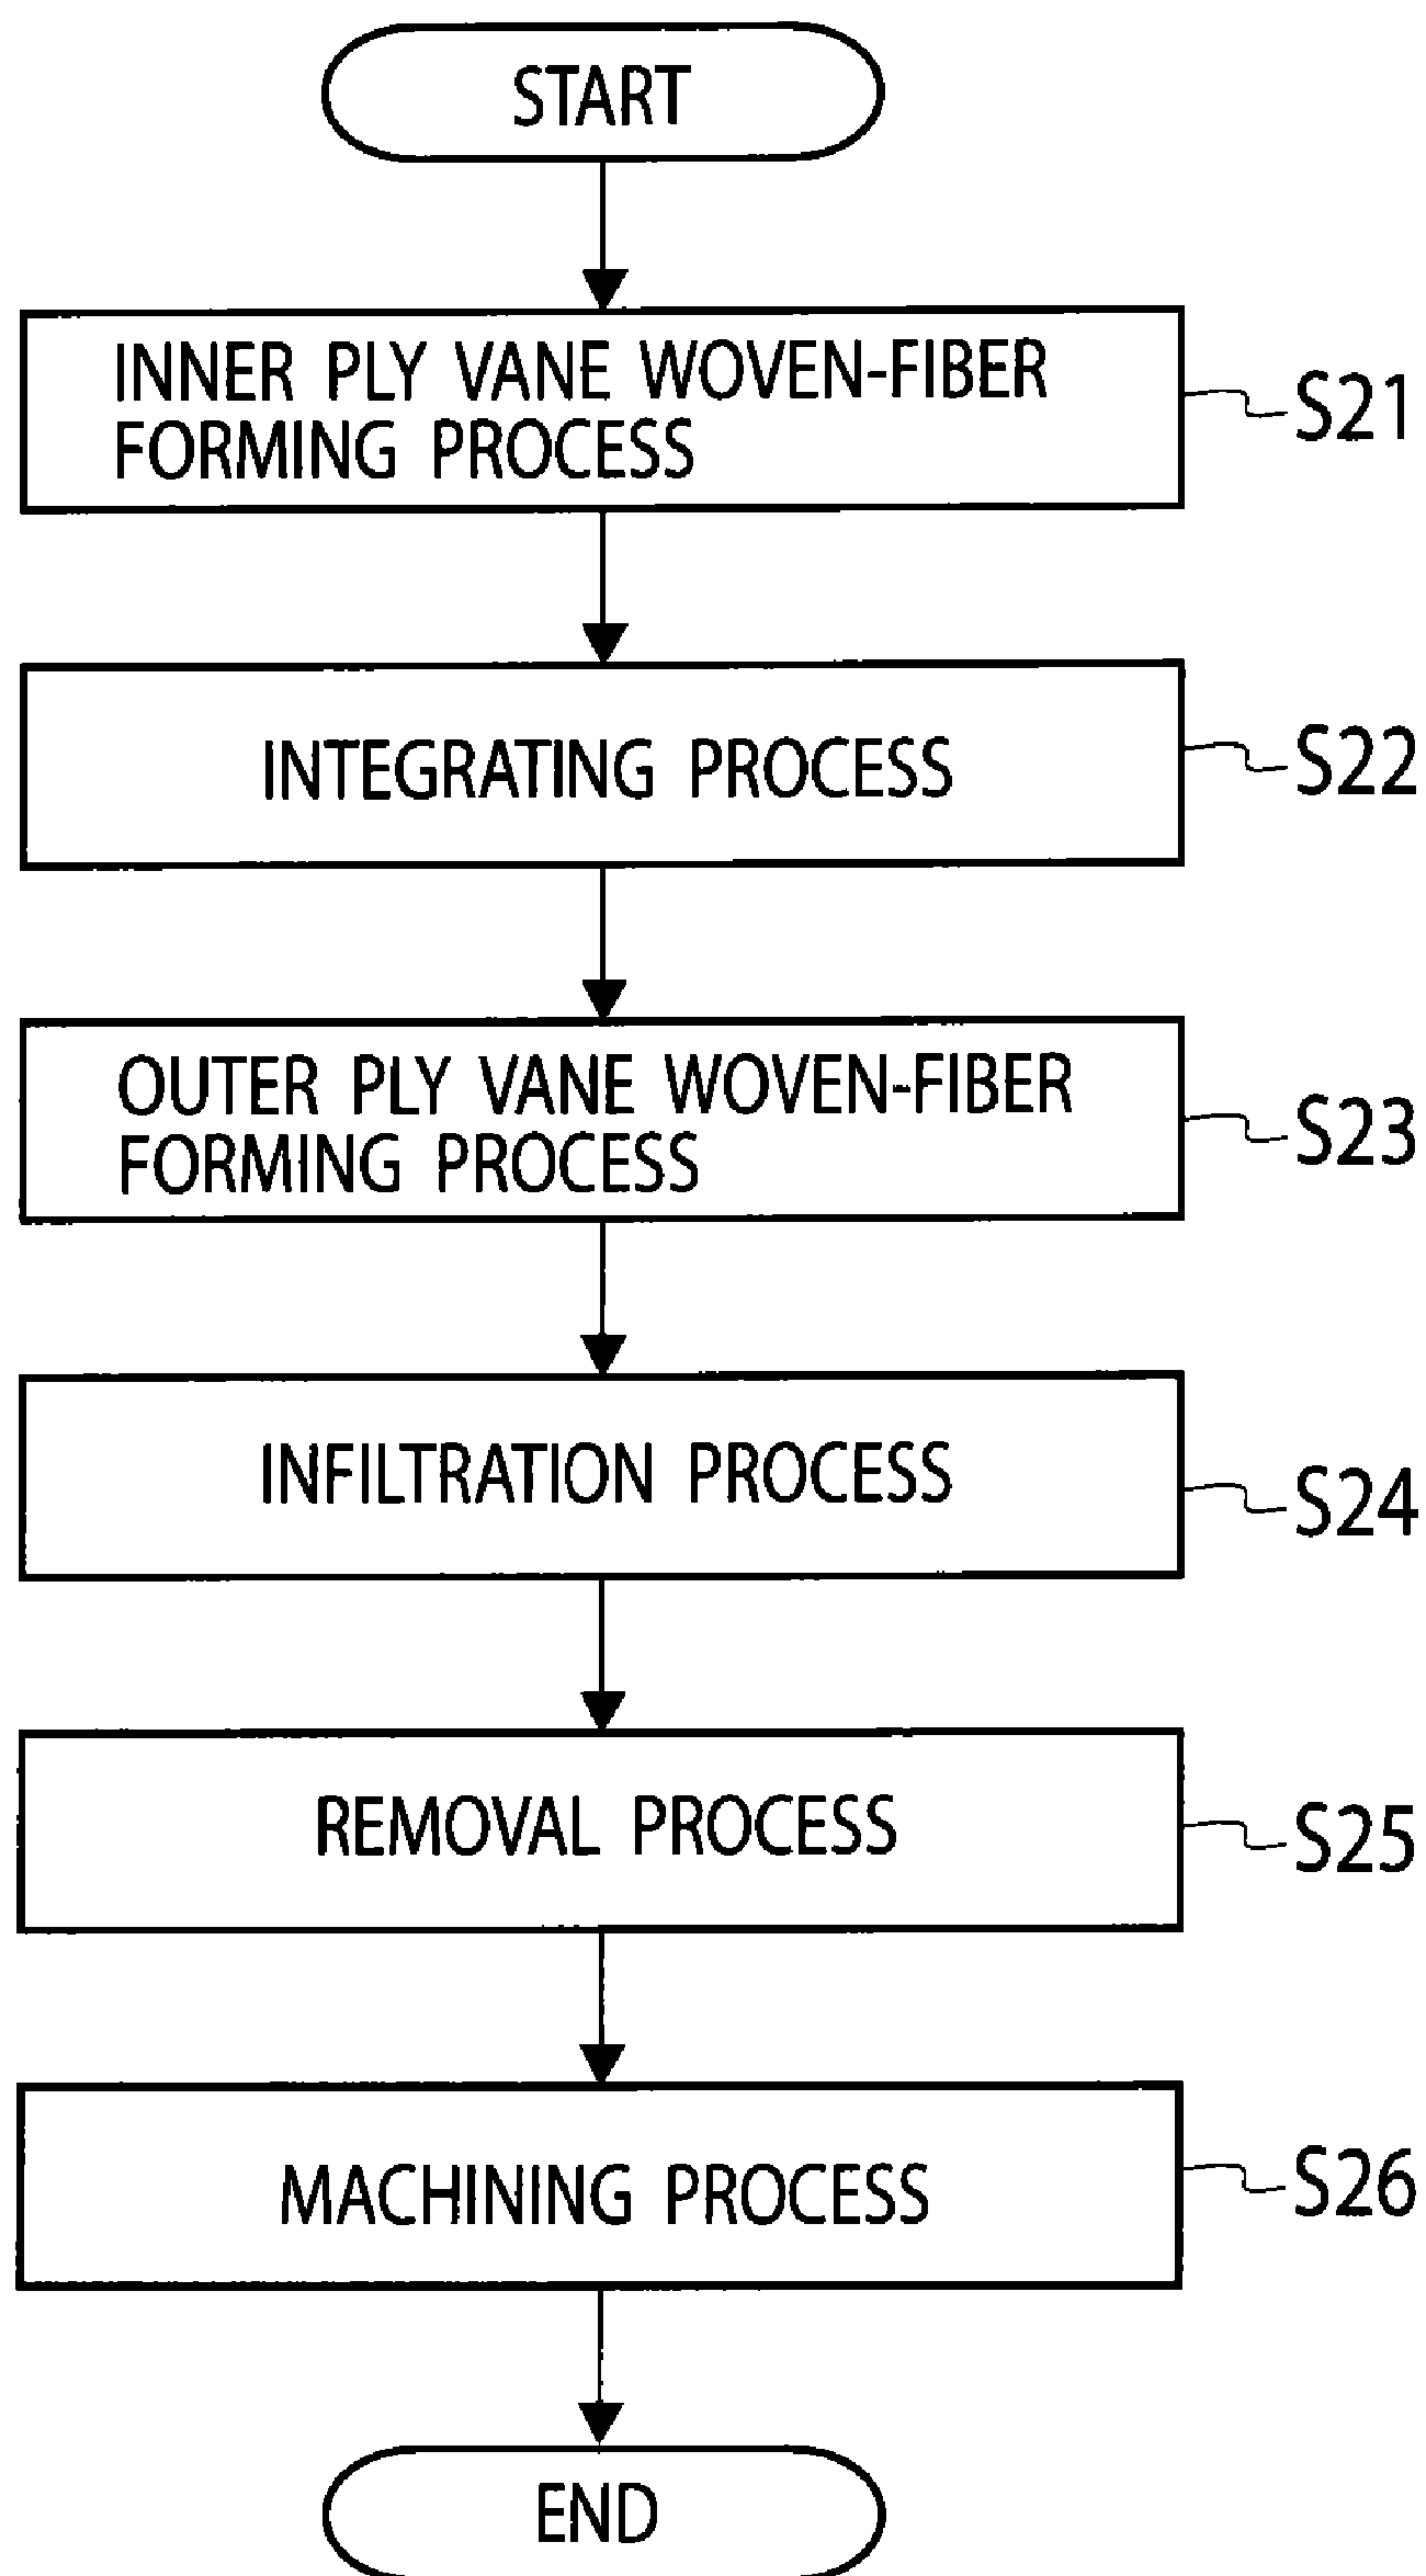 START
INNER PLY VANE WOVEN-FIBER
FORMING PROCESS
S21
INTEGRATING PROCESS
S22
OUTER PLY VANE WOVEN-FIBER
FORMING PROCESS
S23
INFILTRATION PROCESS
S24
REMOVAL PROCESS
S25
MACHINING PROCESS
S26
END